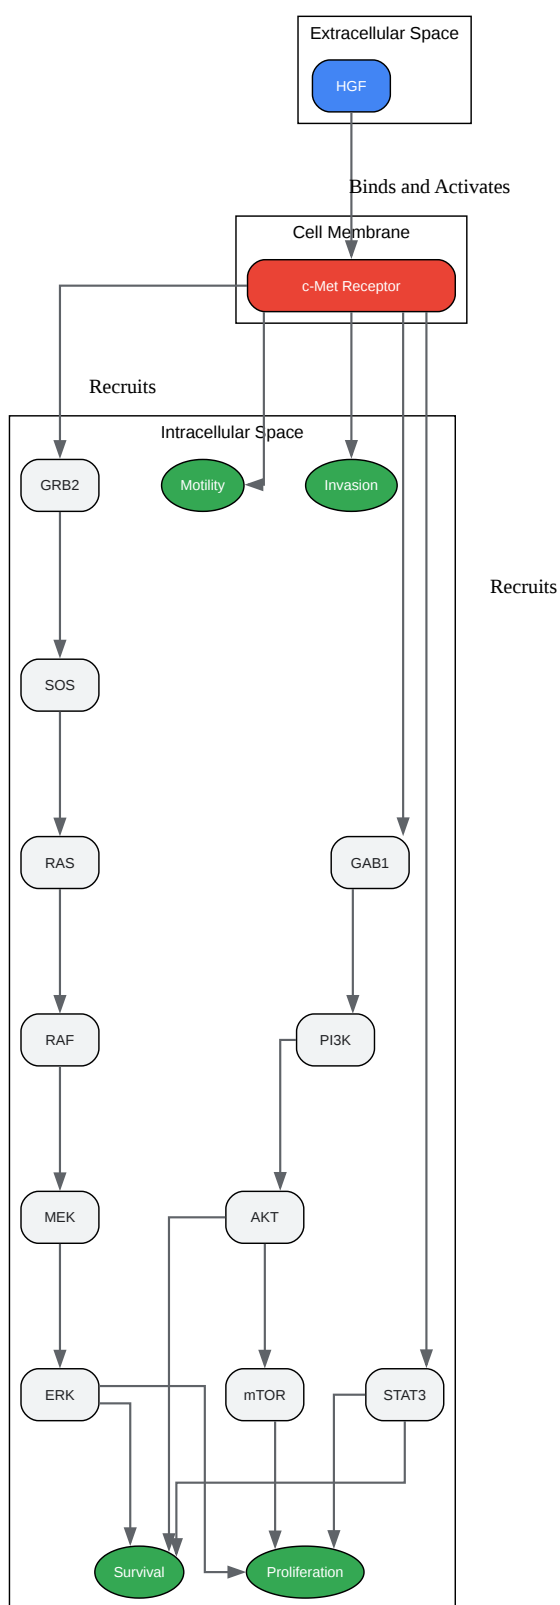 Extracellular Space
HGF
Binds and Activates
Cell Membrane
c-Met Receptor
Recruits
Intracellular Space
GRB2
Motility
Invasion
Recruits
SOS
RAS
GAB1
RAF
PI3K
MEK
AKT
ERK
mTOR
STAT3
Survival
Proliferation